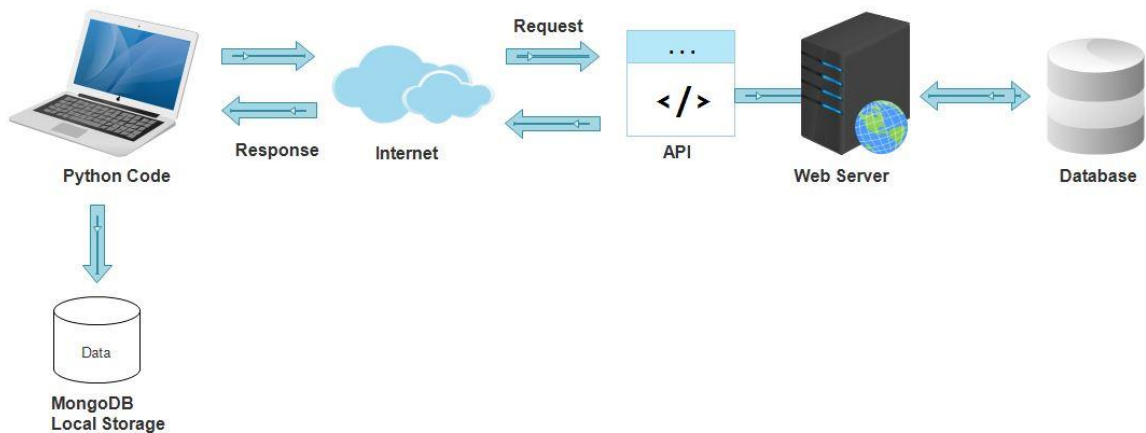 Request
...
</>
Response
Internet
API
Python Code
Web Server
Database
Data
MongoDB
Local Storage